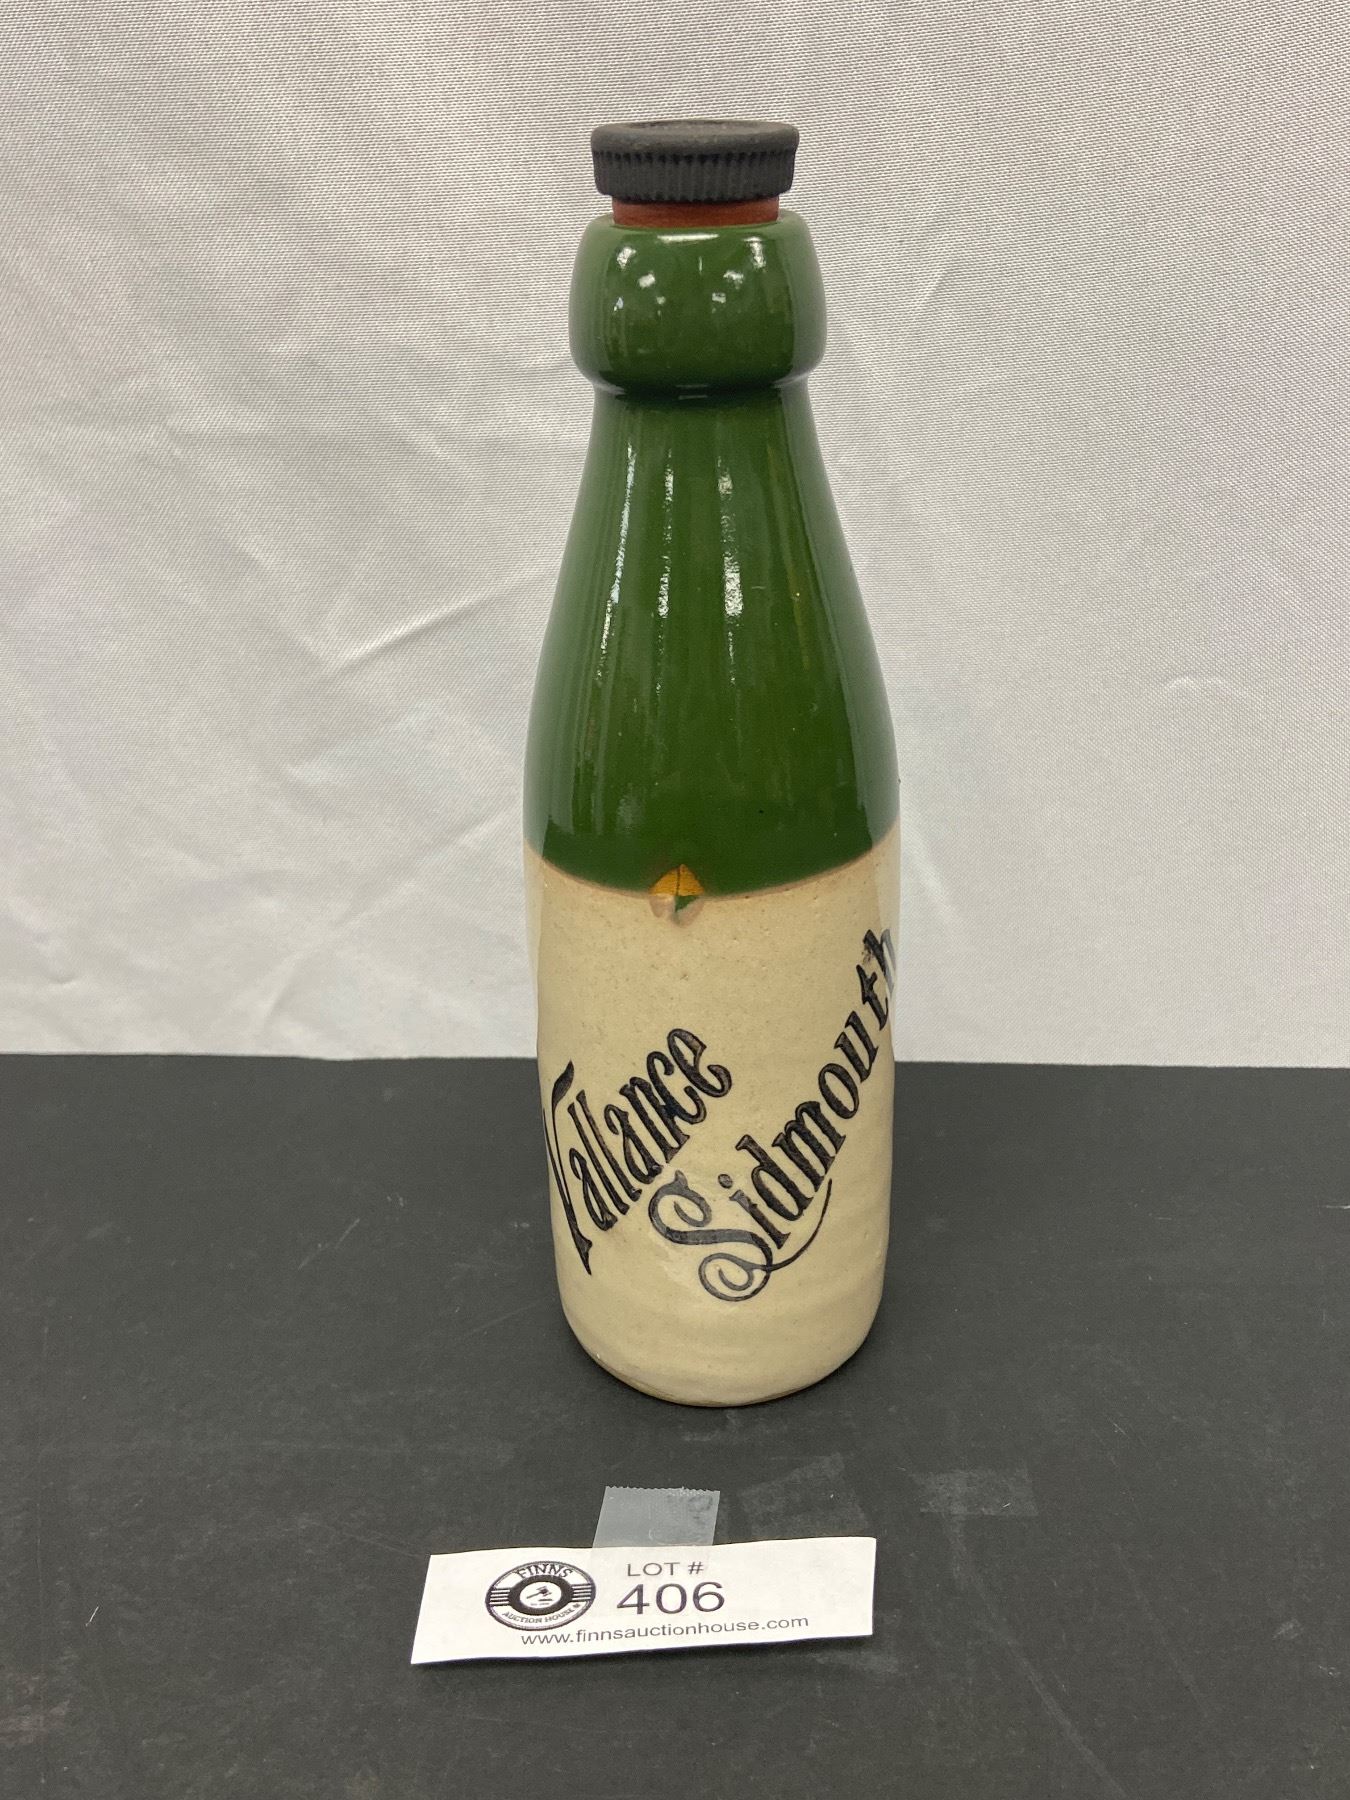 Vallance
Sidmouth
FINNS
AUCTION HOUSE
LOT #
406
www.finnsauctionhouse.com